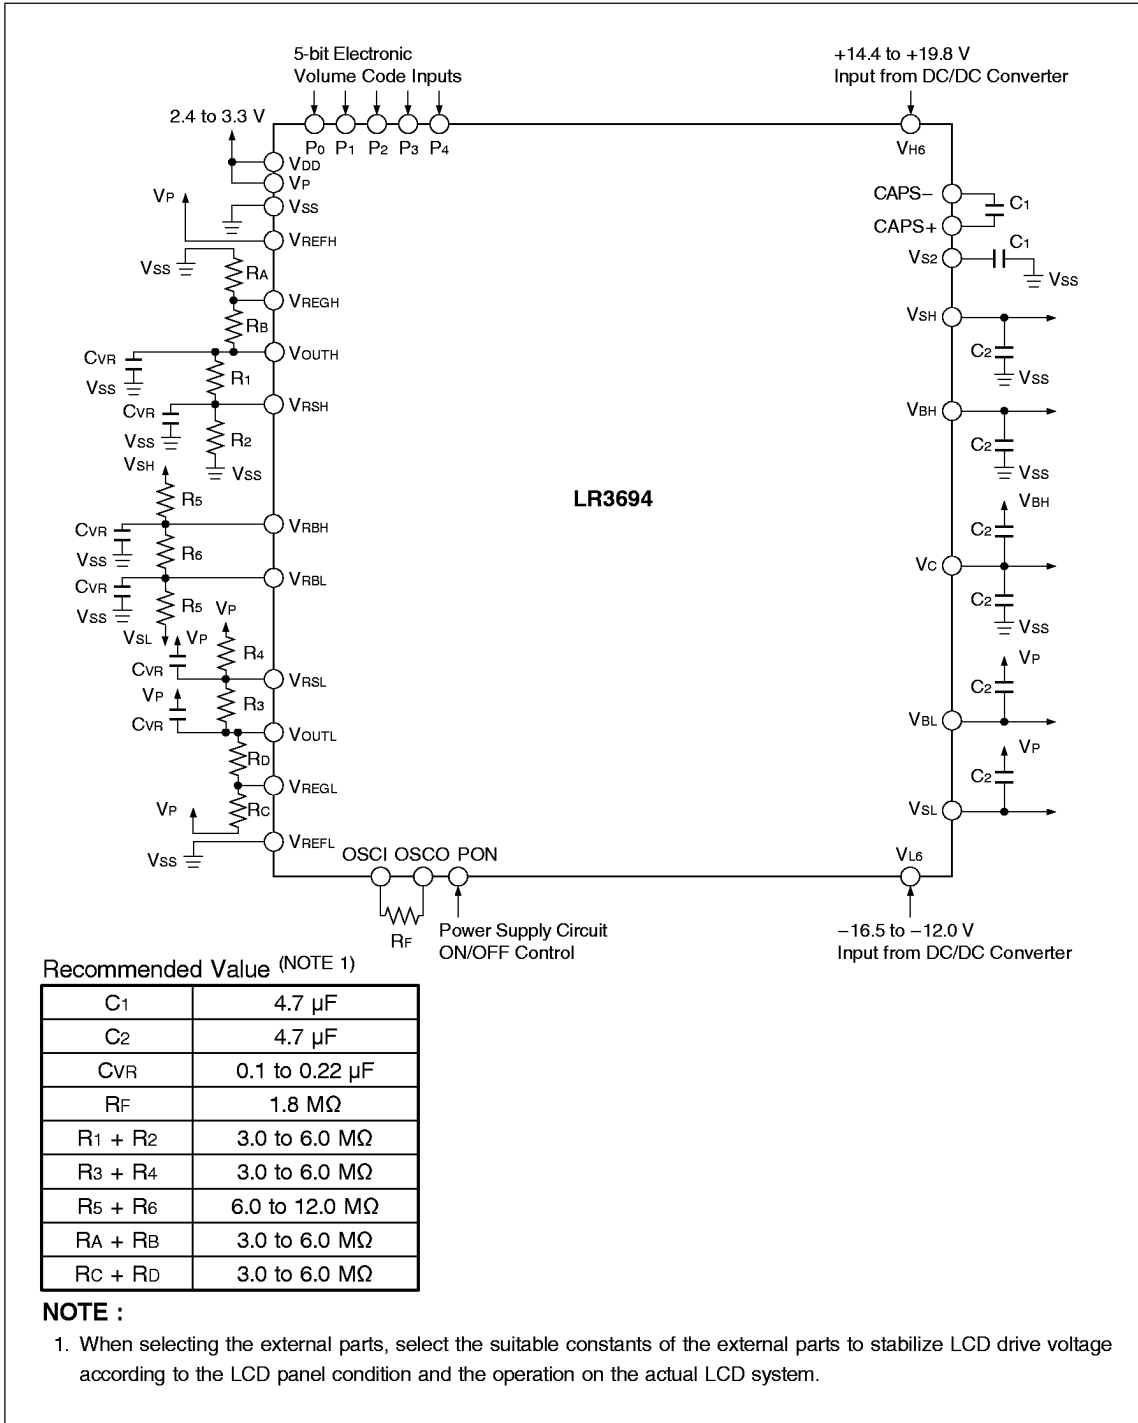 5-bit Electronic
Volume Code Inputs
+14.4 to +19.8 V
Input from DC/DC Converter
2.4 to 3.3 V
P0 P1 P2 P3 P4
VH6
VDD
VP
VP
VSS
VREFH
VSS
RA
VREGH
RB
VOUTH
CVR
VSS
R1
CVR
VRSH
VSS
R2
VSS
VSH
R5
CVR
VRBH
VSS
R6
CVR
VRBL
VSS
R5
VP
VSL
VP
R4
CVR
VRSL
VP
R3
CVR
VOUTL
RD
VREGL
VP
RC
VSS
VREFL
CAPS−
C1
CAPS+
C1
VS2
VSS
VSH
C2
VSS
VBH
C2
VSS
LR3694
VBH
C2
VC
C2
VSS
VP
C2
VBL
VP
C2
VSL
OSCI OSCO PON
VL6
RF
Power Supply Circuit
ON/OFF Control
−16.5 to −12.0 V
Input from DC/DC Converter
Recommended Value (NOTE 1)
C1 4.7 µF
C2 4.7 µF
CVR 0.1 to 0.22 µF
RF 1.8 MΩ
R1 + R2 3.0 to 6.0 MΩ
R3 + R4 3.0 to 6.0 MΩ
R5 + R6 6.0 to 12.0 MΩ
RA + RB 3.0 to 6.0 MΩ
RC + RD 3.0 to 6.0 MΩ
NOTE :
1. When selecting the external parts, select the suitable constants of the external parts to stabilize LCD drive voltage
according to the LCD panel condition and the operation on the actual LCD system.